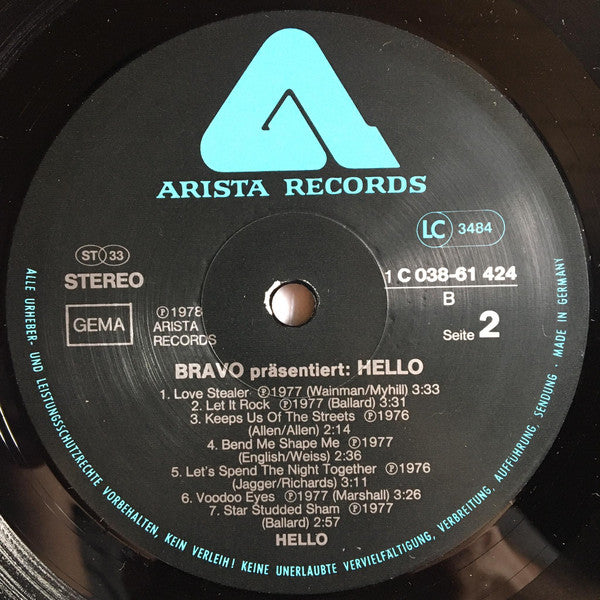 ARISTA RECORDS
LC 3484
ST 33
STEREO
1 C 038-61 424
B
GEMA
℗ 1978
ARISTA
RECORDS
Seite 2
BRAVO präsentiert: HELLO
1. Love Stealer ℗1977 (Wainman/Myhill) 3:33
2. Let It Rock ℗1977 (Ballard) 3:31
3. Keeps Us Of The Streets ℗1976
(Allen/Allen) 2:14
4. Bend Me Shape Me ℗1977
(English/Weiss) 2:36
5. Let's Spend The Night Together ℗1976
(Jagger/Richards) 3:11
6. Voodoo Eyes ℗1977 (Marshall) 3:26
7. Star Studded Sham ℗1977
(Ballard) 2:57
HELLO
ALLE URHEBER- UND LEISTUNGSSCHUTZRECHTE VORBEHALTEN, KEIN VERLEIH! KEINE UNERLAUBTE VERVIELFÄLTIGUNG, VERBREITUNG, AUFFÜHRUNG, SENDUNG · MADE IN GERMANY